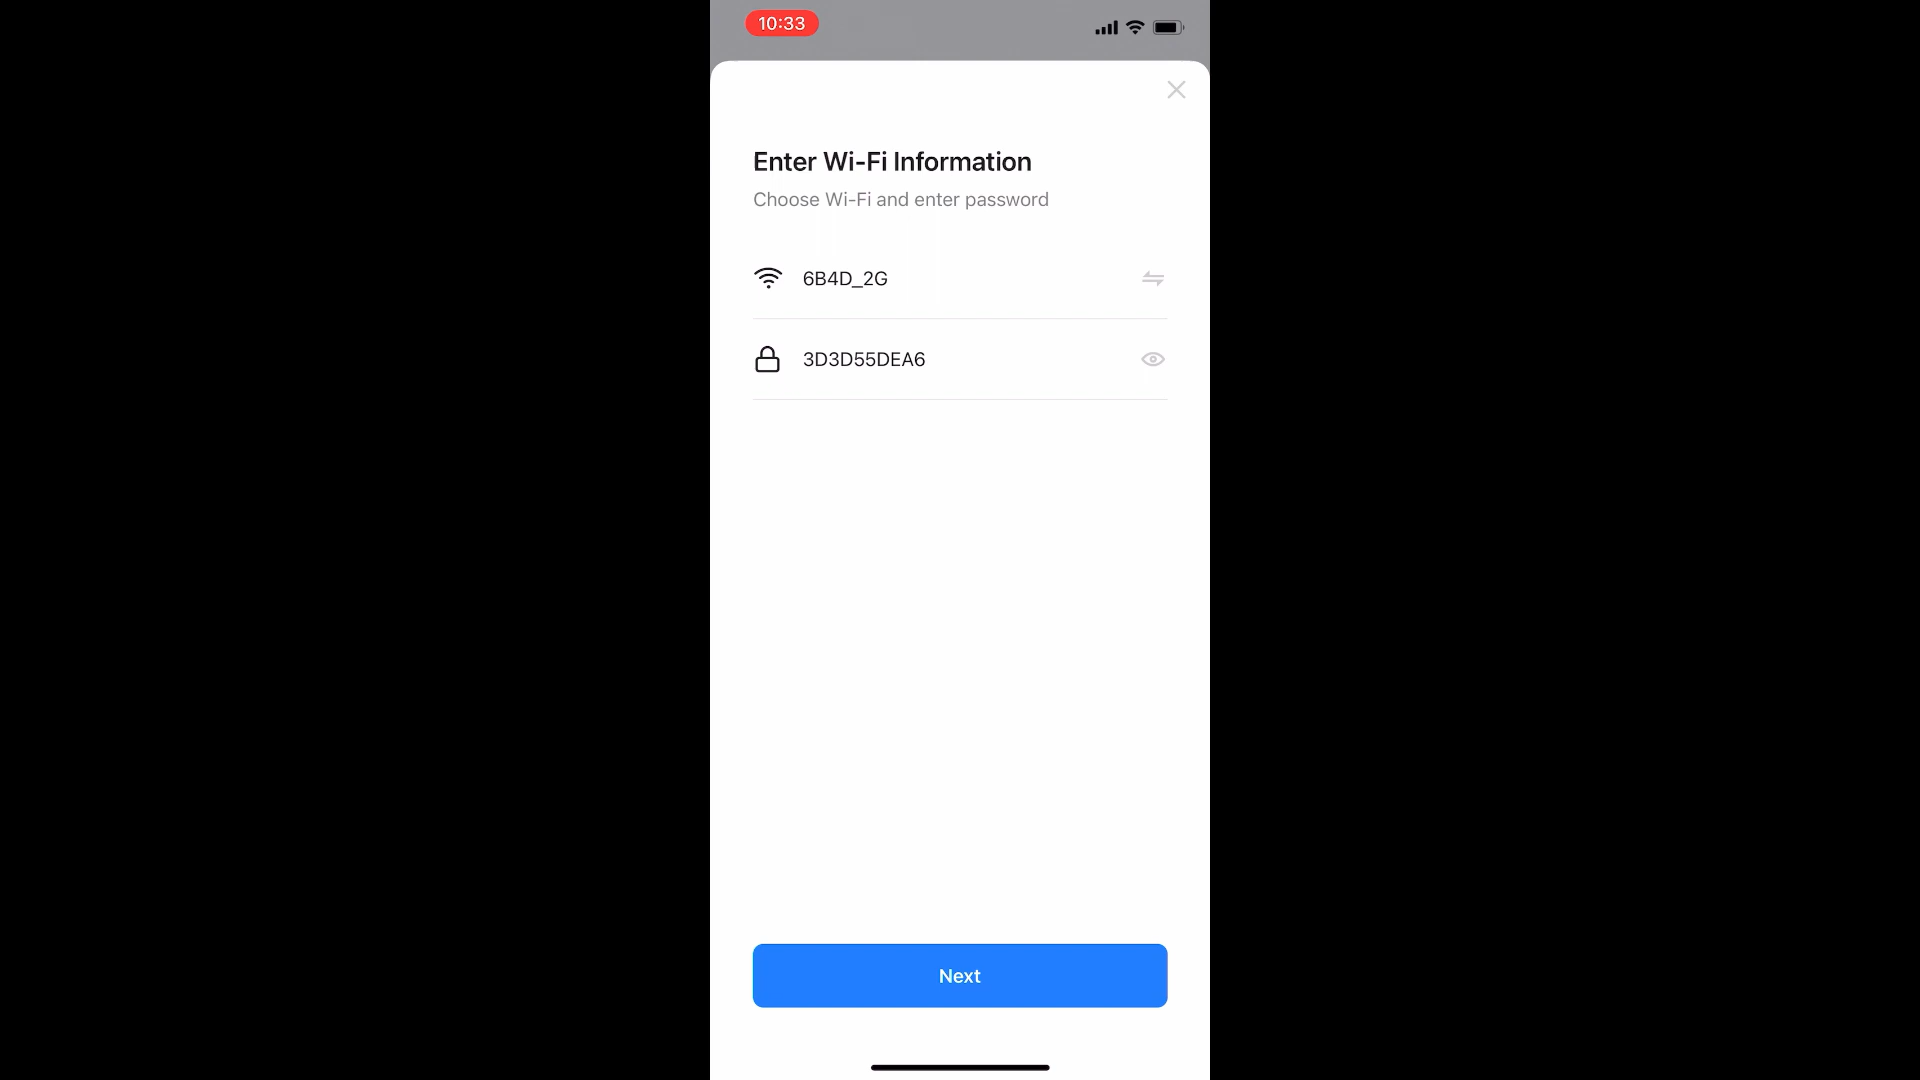 10:33
Enter Wi-Fi Information
Choose Wi-Fi and enter password
6B4D_2G
3D3D55DEA6
Next